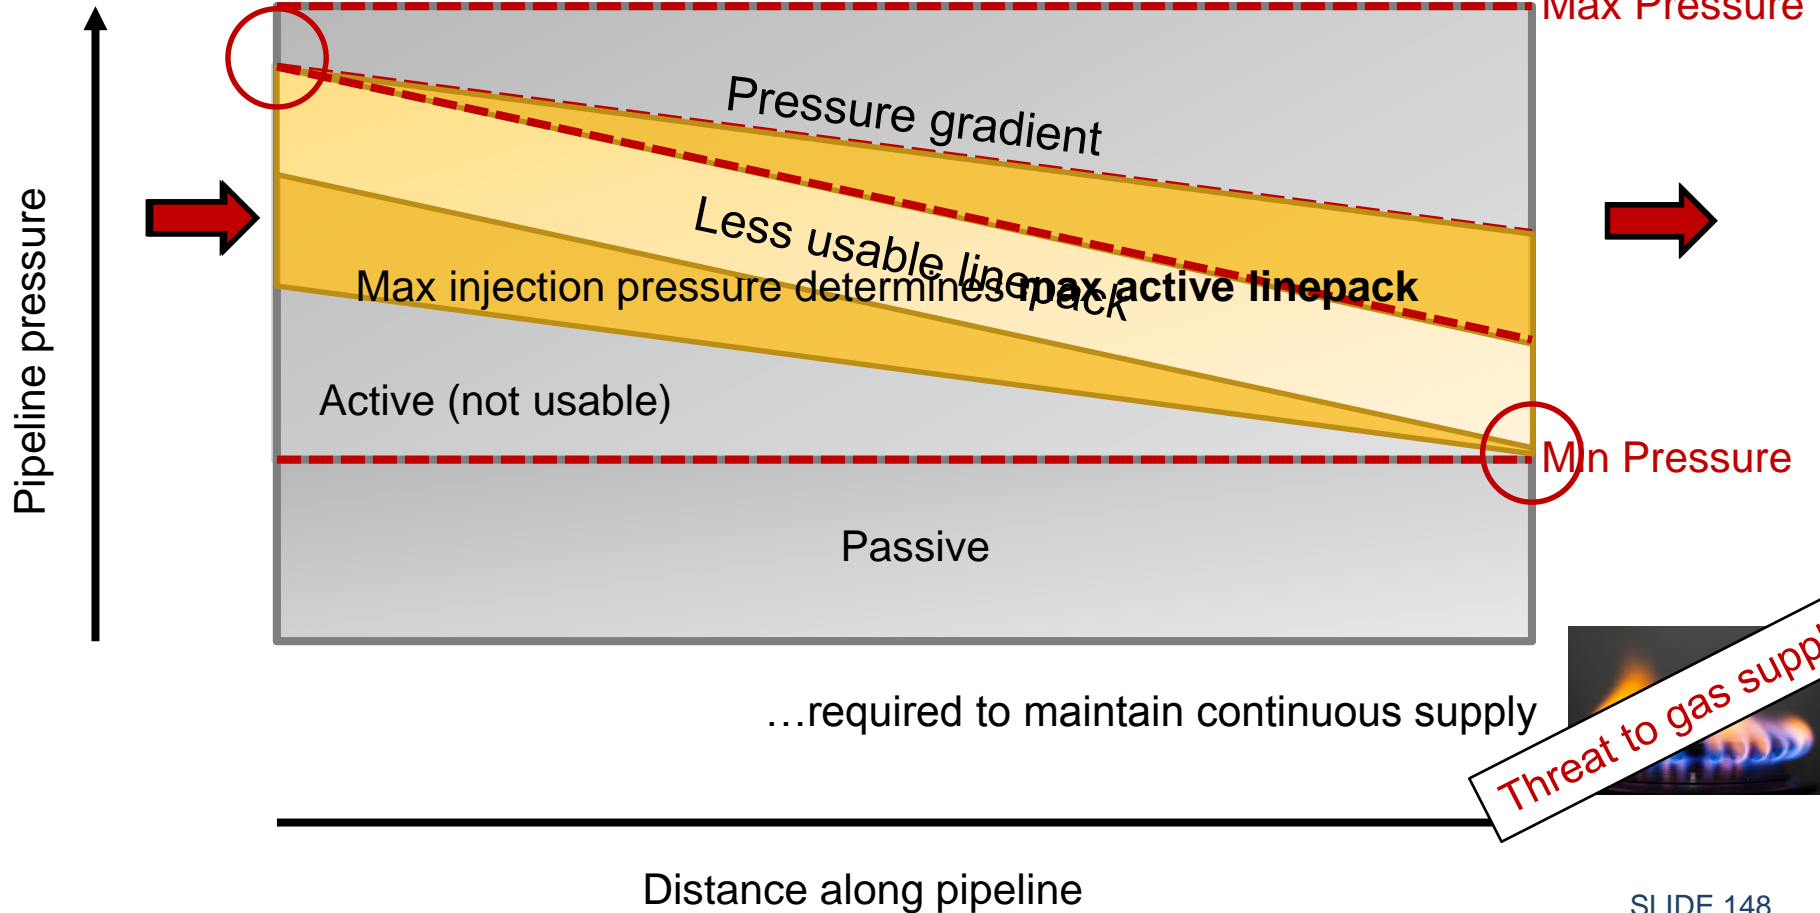 Max Pressure
Pressure gradient
Less usable linepack
Max injection pressure determines max active linepack
Active (not usable)
Pipeline pressure
Min Pressure
Passive
…required to maintain continuous supply
Threat to gas suppl
Distance along pipeline
SLIDE 148